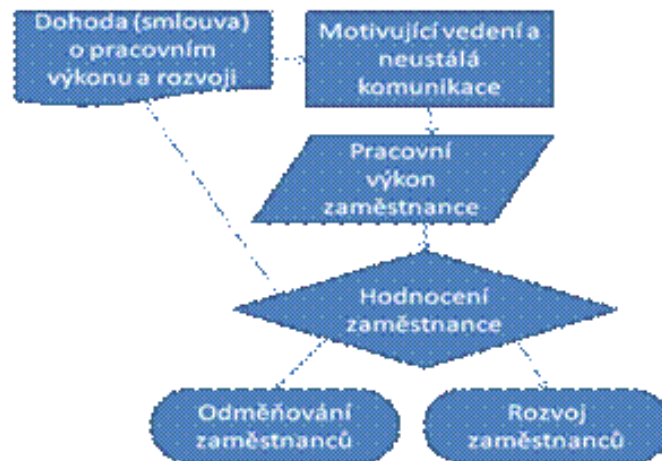 Dohoda (smlouva)
o pracovním
výkonu a rozvoji
Motivující vedení a
neustálá
komunikace
Pracovní
výkon
zaměstnance
Hodnocení
zaměstnance
Odměňování
zaměstnanců
Rozvoj
zaměstnanců